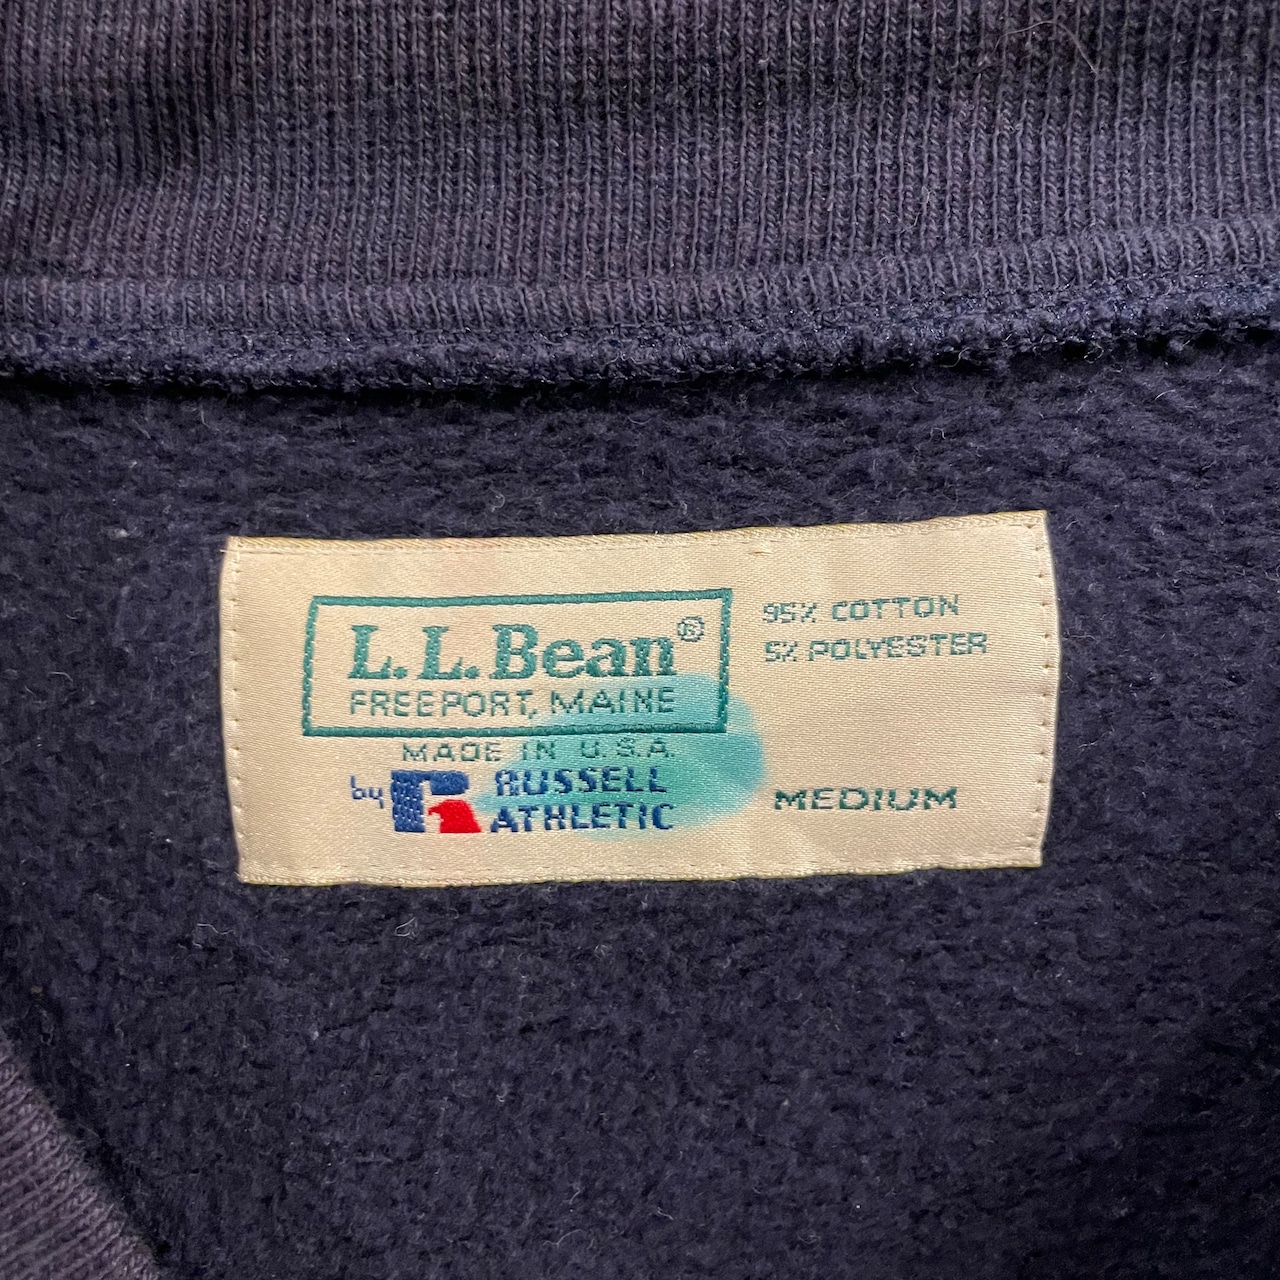 L.L.Bean®
FREEPORT, MAINE
MADE IN U.S.A.
by RUSSELL
ATHLETIC
95% COTTON
5% POLYESTER
MEDIUM